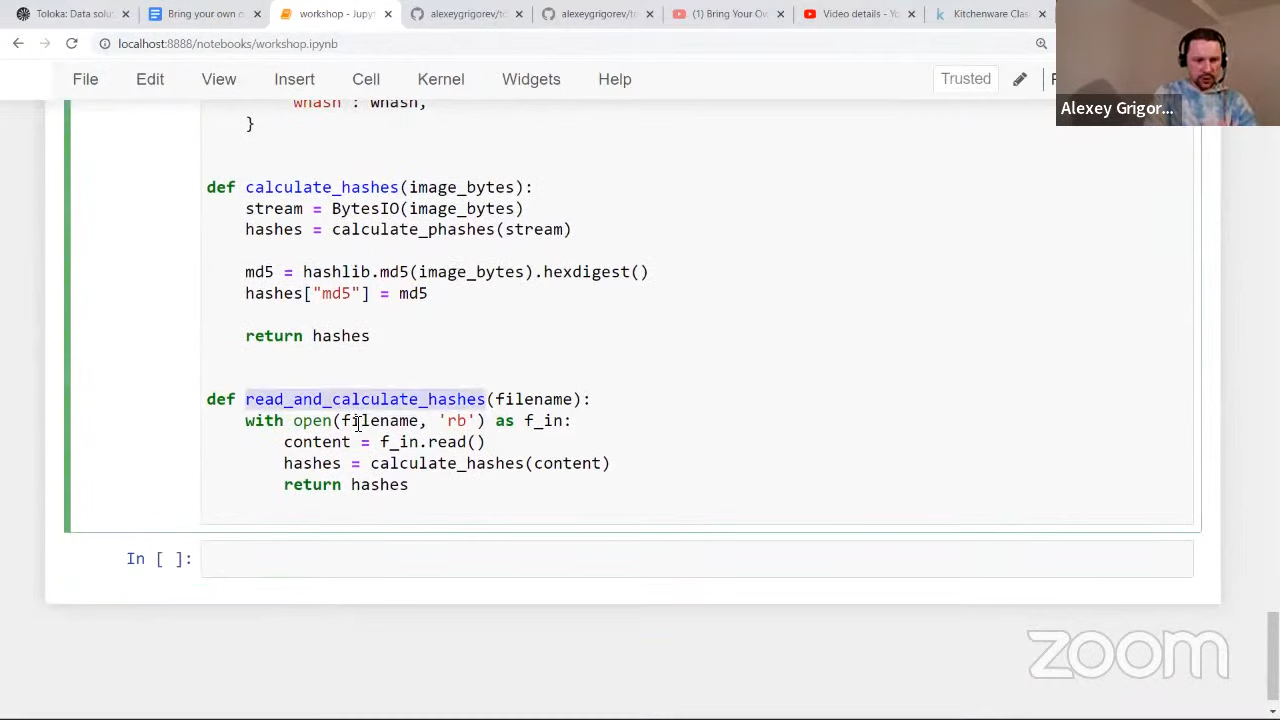 Toloka: Data sui
Bring your own d
workshop - Jupyt
alexeygrigorev/to
alexeygrigorev/to
(1) Bring Your Ow
Video details - Yo
Kitchenware Clas
localhost:8888/notebooks/workshop.ipynb
File Edit View Insert Cell Kernel Widgets Help
Trusted
Alexey Grigor...
'whash': whash,
}
def calculate_hashes(image_bytes):
stream = BytesIO(image_bytes)
hashes = calculate_phashes(stream)
md5 = hashlib.md5(image_bytes).hexdigest()
hashes["md5"] = md5
return hashes
def read_and_calculate_hashes(filename):
with open(filename, 'rb') as f_in:
content = f_in.read()
hashes = calculate_hashes(content)
return hashes
In [ ]:
zoom